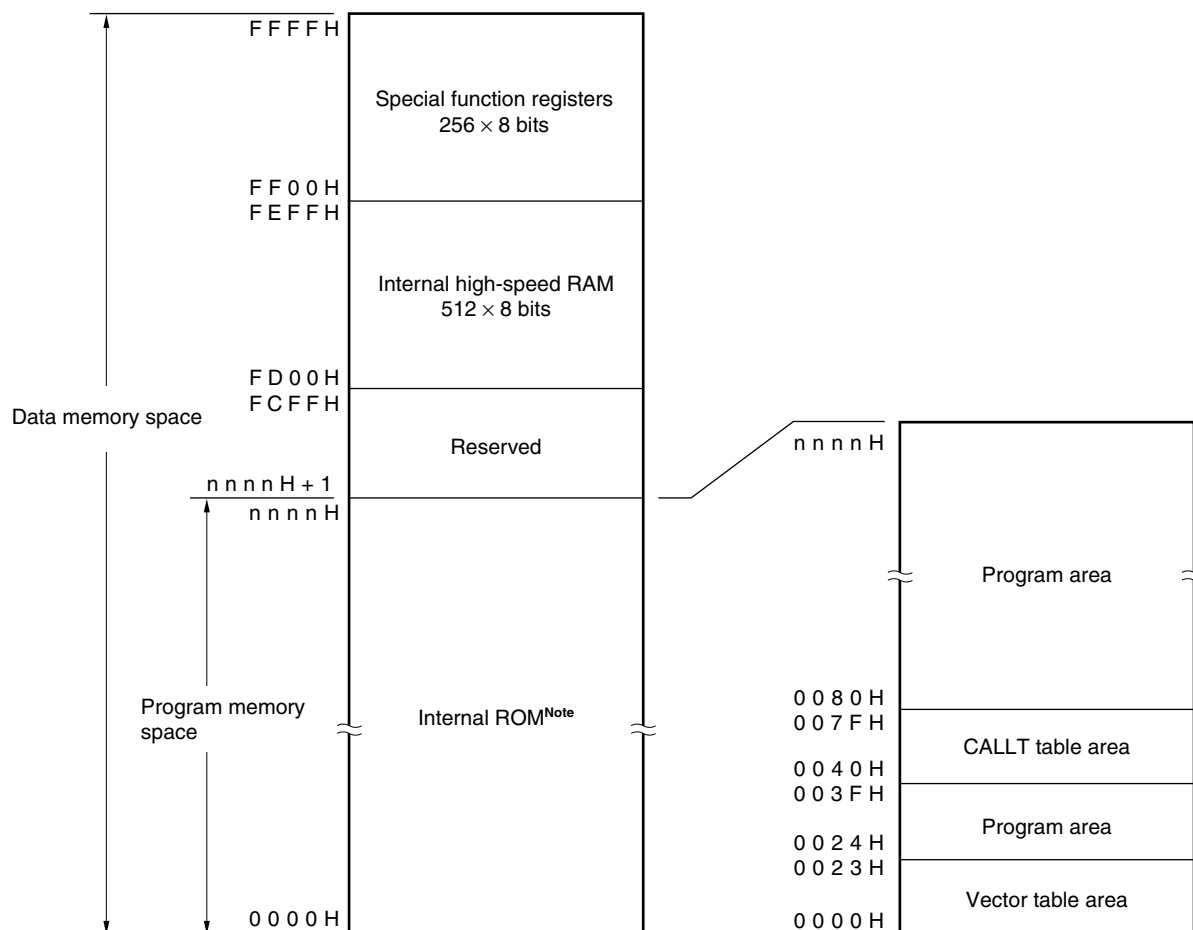 FFFFH
Special function registers
256 × 8 bits
FF00H
FEFFH
Internal high-speed RAM
512 × 8 bits
FD00H
FCFFH
Data memory space
Reserved
nnnnH + 1
nnnnH
Program memory
space
Internal ROMNote
0000H
nnnnH
Program area
0080H
007FH
CALLT table area
0040H
003FH
Program area
0024H
0023H
Vector table area
0000H